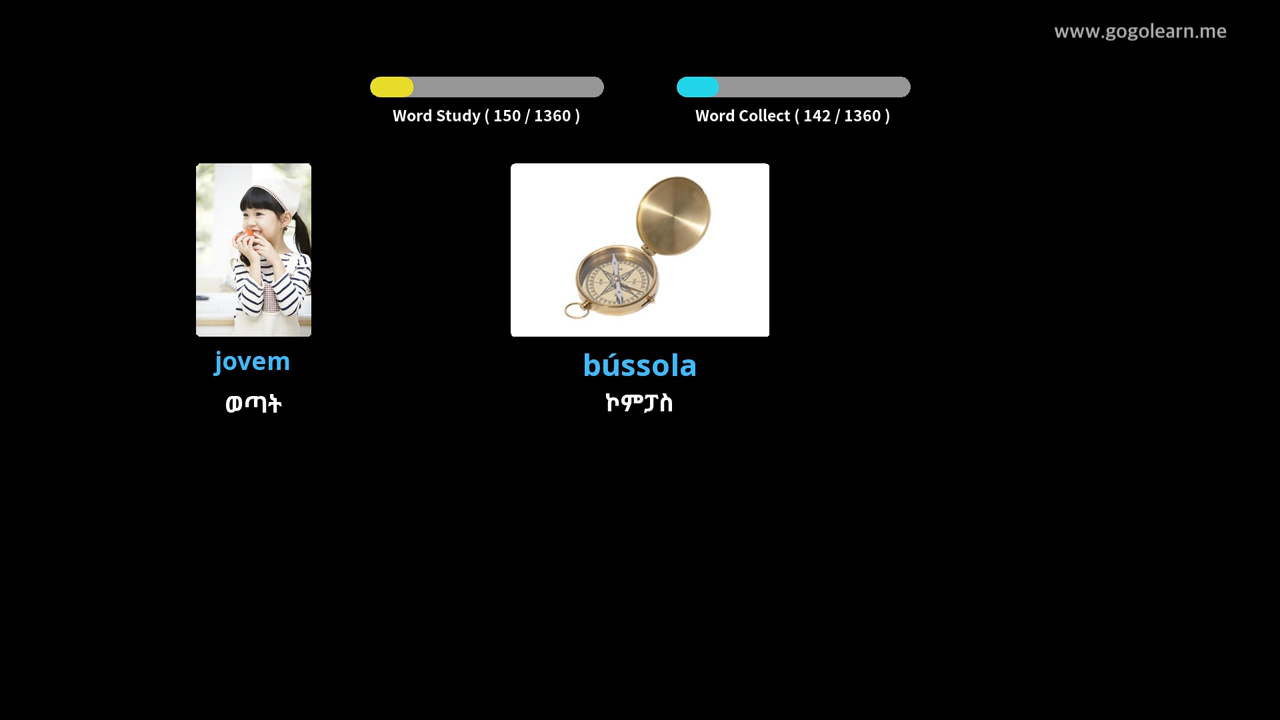 www.gogolearn.me
Word Study ( 150 / 1360 )
Word Collect ( 142 / 1360 )
jovem
ወጣት
bússola
ኮምፓስ